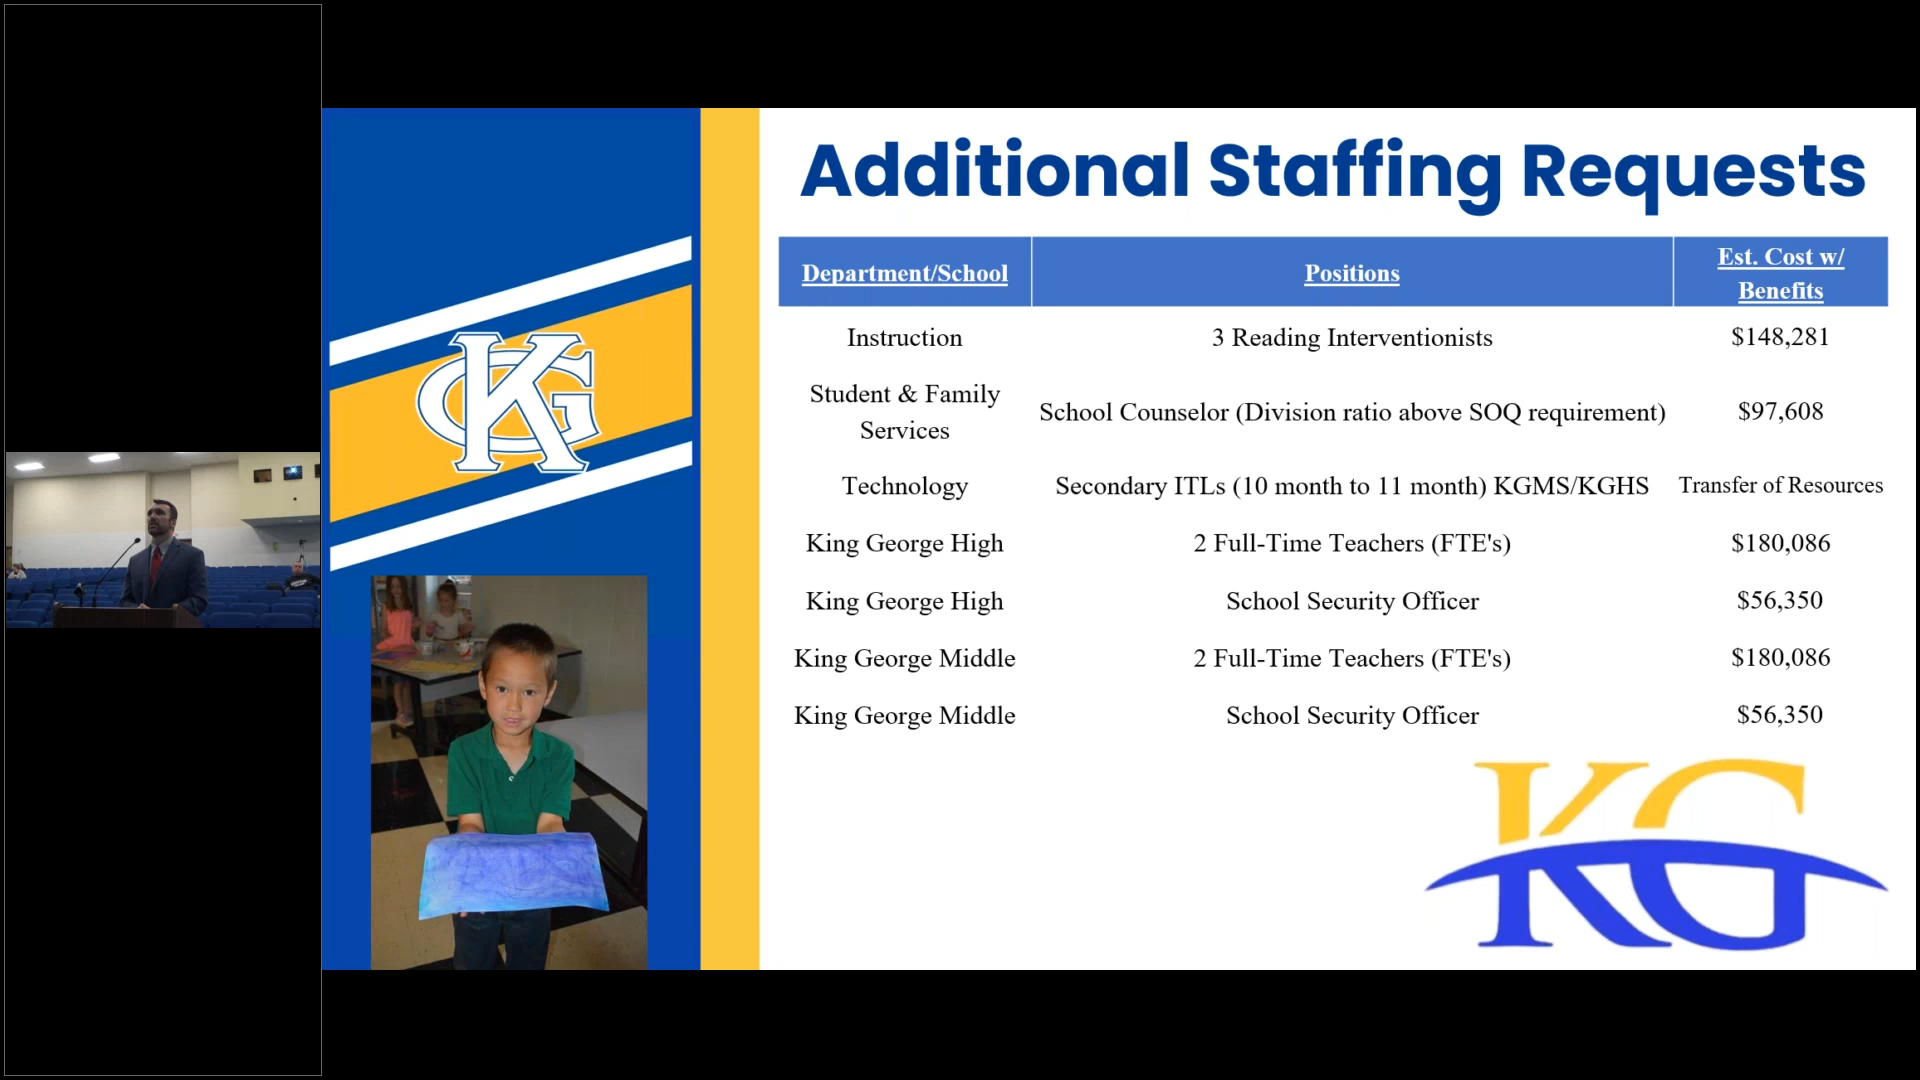 Additional Staffing Requests
Department/School Positions Est. Cost w/ Benefits
Instruction 3 Reading Interventionists $148,281
Student & Family Services School Counselor (Division ratio above SOQ requirement) $97,608
Technology Secondary ITLs (10 month to 11 month) KGMS/KGHS Transfer of Resources
King George High 2 Full-Time Teachers (FTE's) $180,086
King George High School Security Officer $56,350
King George Middle 2 Full-Time Teachers (FTE's) $180,086
King George Middle School Security Officer $56,350
KG
KG